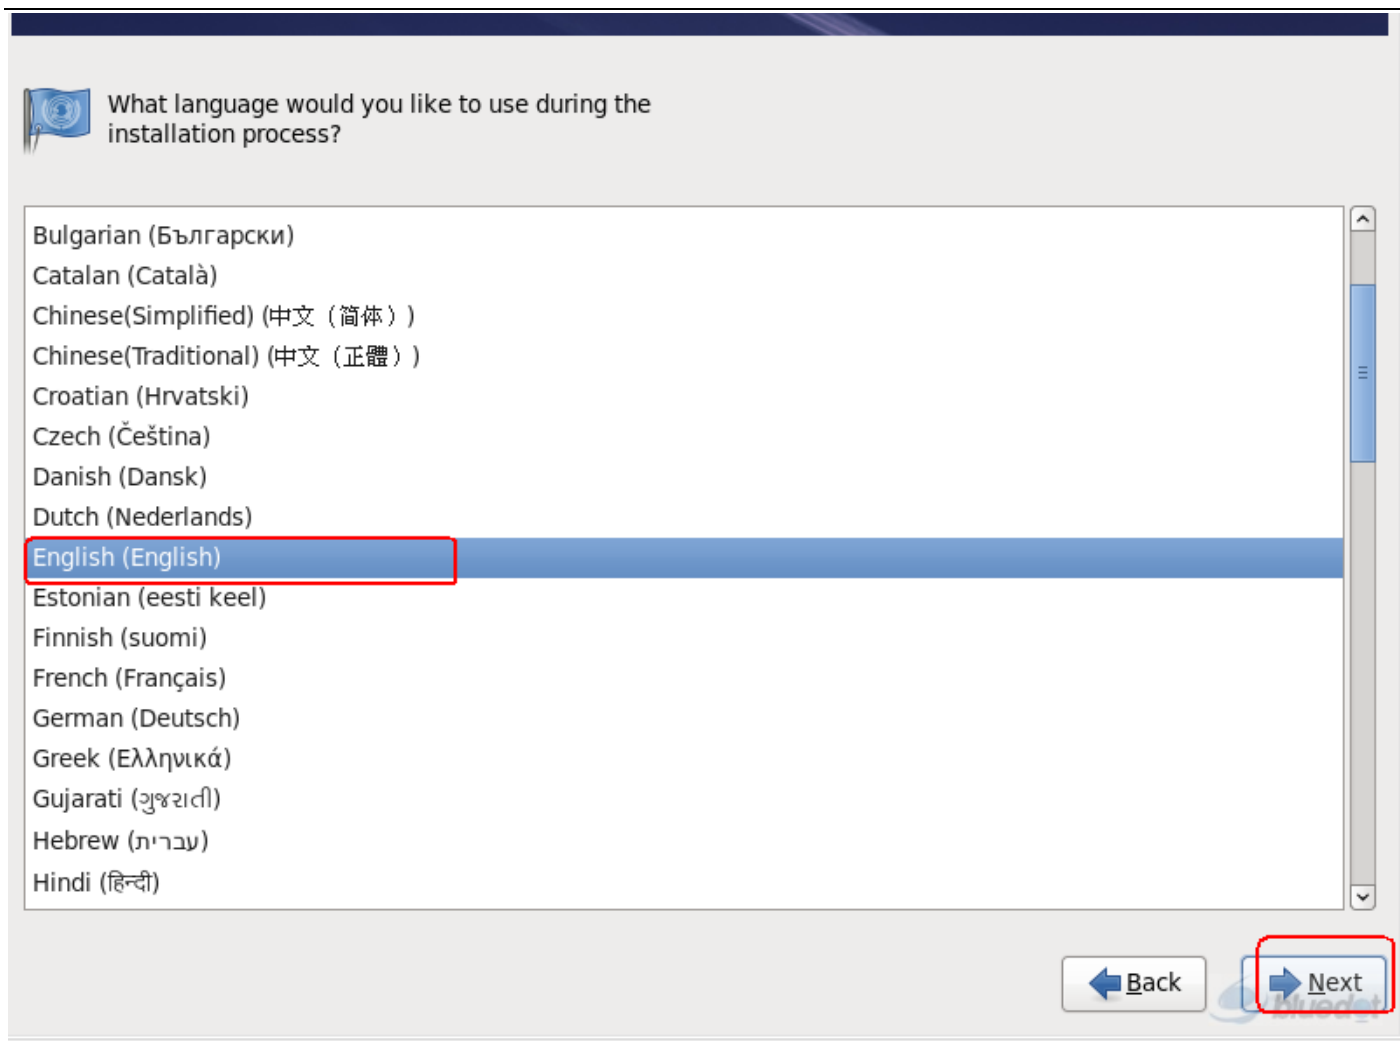 What language would you like to use during the
installation process?
Bulgarian (Български)
Catalan (Català)
Chinese(Simplified) (中文（简体）)
Chinese(Traditional) (中文（正體）)
Croatian (Hrvatski)
Czech (Čeština)
Danish (Dansk)
Dutch (Nederlands)
English (English)
Estonian (eesti keel)
Finnish (suomi)
French (Français)
German (Deutsch)
Greek (Ελληνικά)
Gujarati (ગુજરાતી)
Hebrew (עברית)
Hindi (हिन्दी)
Back
Next
bluedot